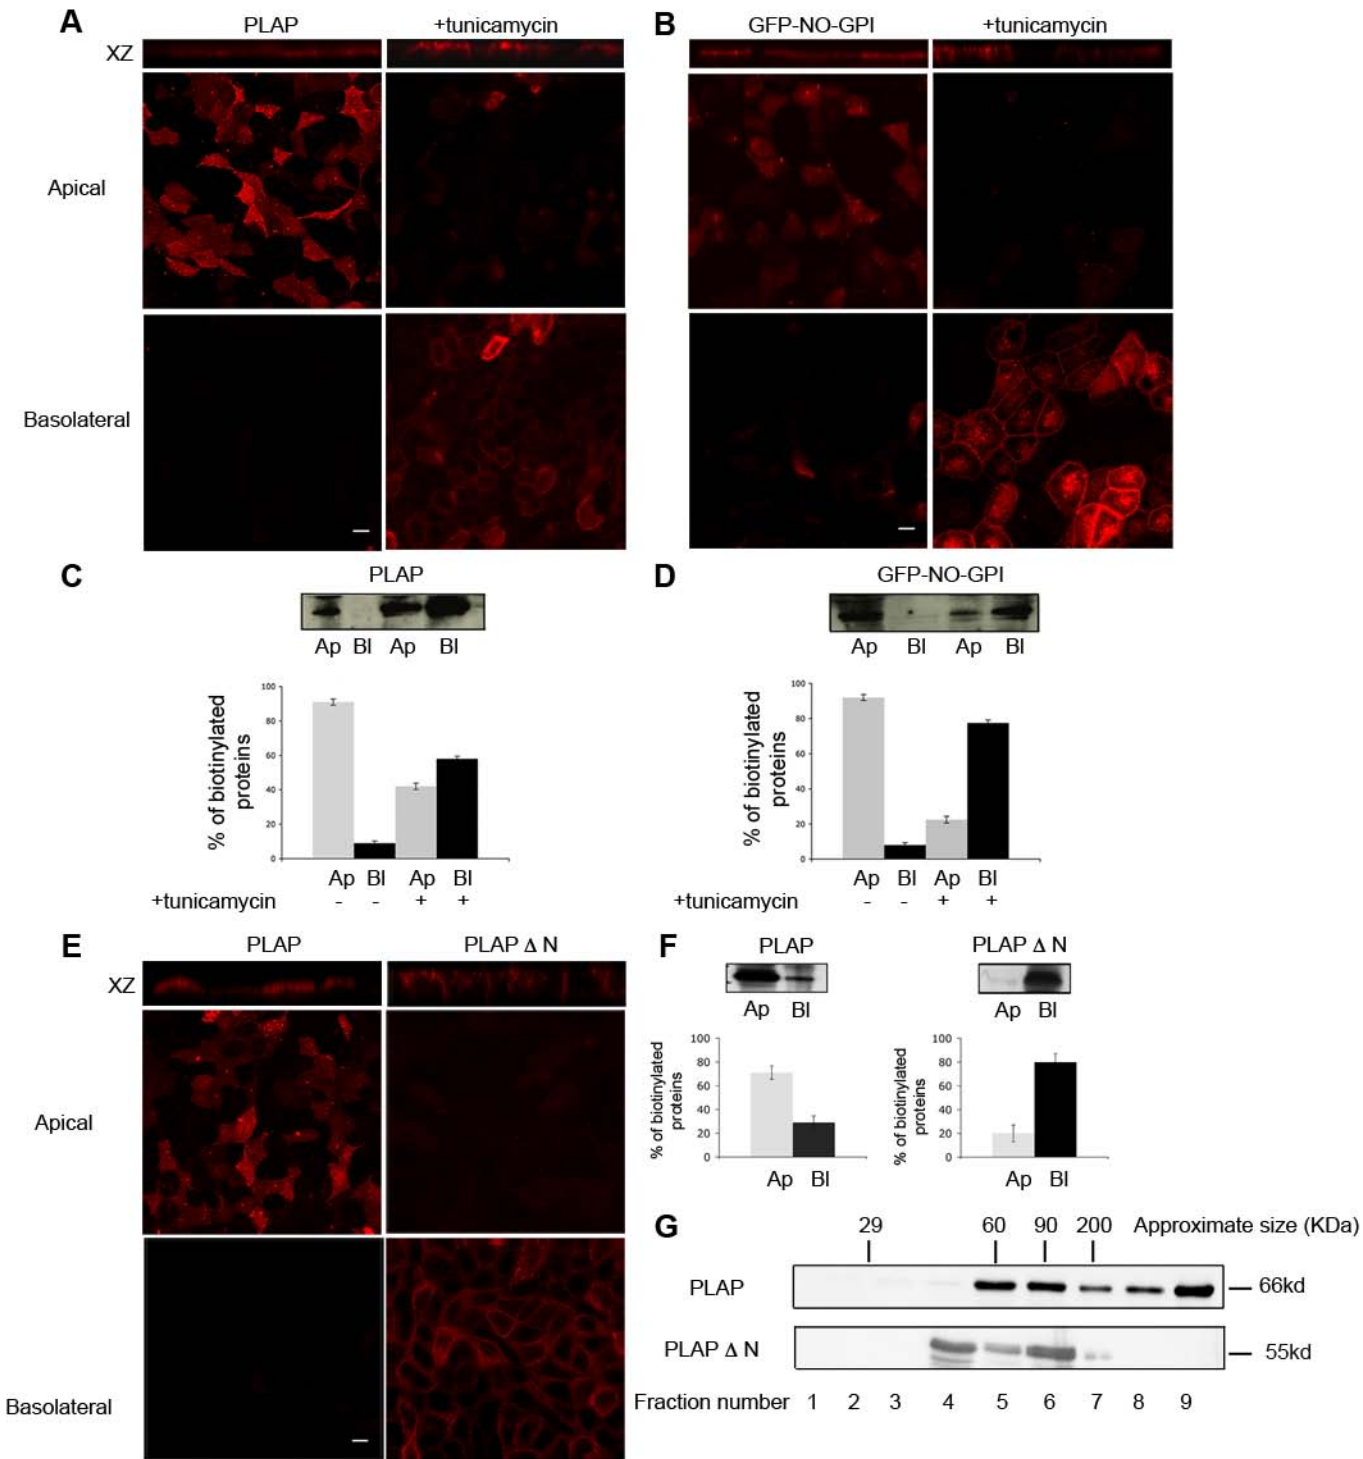 A PLAP +tunicamycin B GFP-NO-GPI +tunicamycin
XZ
Apical
Basolateral
C PLAP D GFP-NO-GPI
Ap Bl Ap Bl Ap Bl Ap Bl
% of biotinylated proteins
100
80
60
40
20
0
% of biotinylated proteins
100
80
60
40
20
0
Ap Bl Ap Bl Ap Bl Ap Bl
+tunicamycin - - + + +tunicamycin - - + +
E PLAP PLAP Δ N F PLAP PLAP Δ N
XZ
Ap Bl Ap Bl
% of biotinylated proteins
100
80
60
40
20
0
% of biotinylated proteins
100
80
60
40
20
0
Ap Bl Ap Bl
Apical
Basolateral
G 29 60 90 200 Approximate size (KDa)
PLAP 66kd
PLAP Δ N 55kd
Fraction number 1 2 3 4 5 6 7 8 9